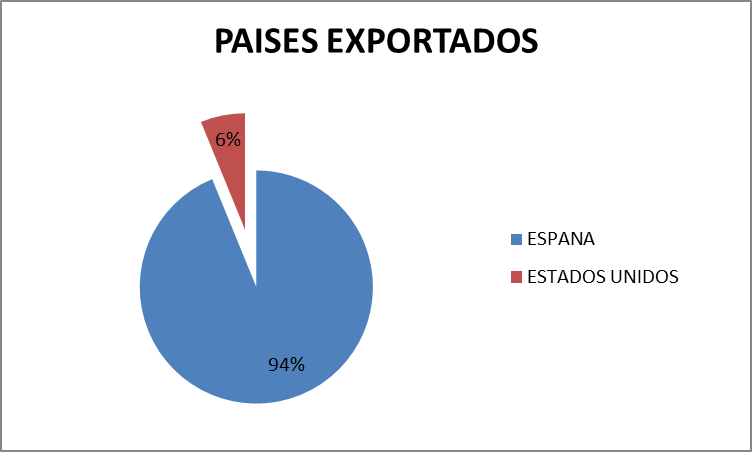 PAISES EXPORTADOS
6%
94%
ESPANA
ESTADOS UNIDOS